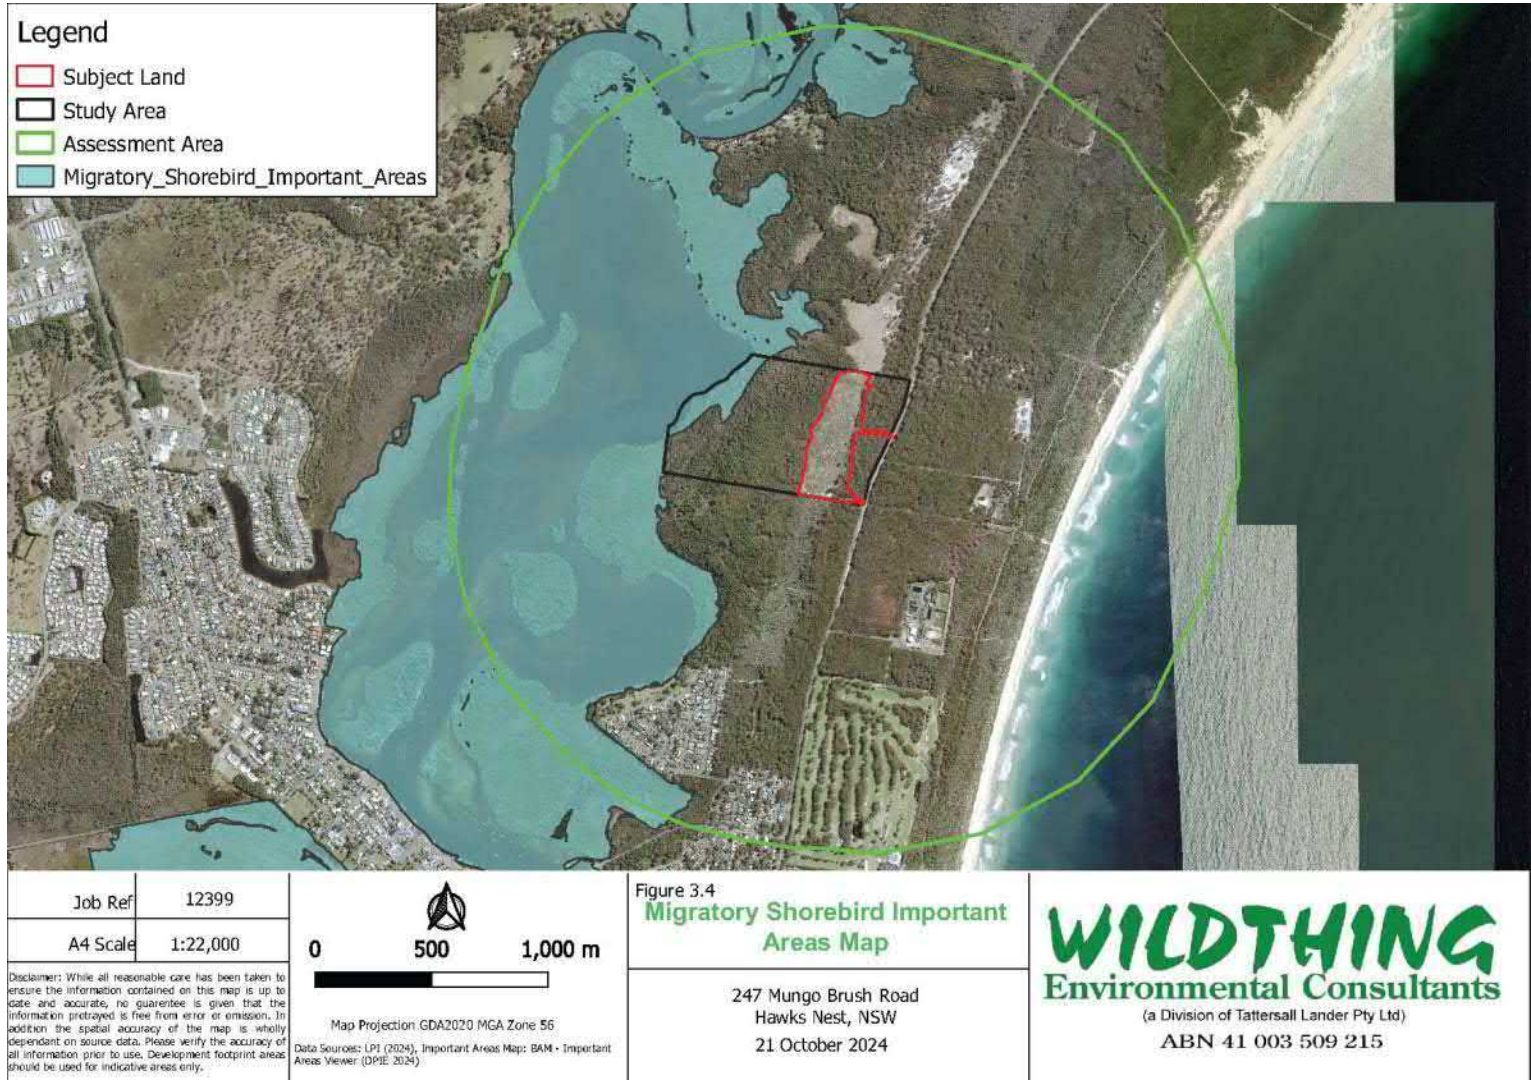 Legend
Subject Land
Study Area
Assessment Area
Migratory_Shorebird_Important_Areas
Job Ref 12399
A4 Scale 1:22,000
Disclaimer: While all reasonable care has been taken to
ensure the information contained on this map is up to
date and accurate, no guarentee is given that the
information protrayed is free from error or omission. In
addition the spatial accuracy of the map is wholly
dependant on source data. Please verify the accuracy of
all information prior to use. Development footprint areas
should be used for indicative areas only.
0 500 1,000 m
Map Projection GDA2020 MGA Zone 56
Data Sources: LPI (2024), Important Areas Map: BAM - Important
Areas Viewer (DPIE 2024)
Figure 3.4
Migratory Shorebird Important
Areas Map
247 Mungo Brush Road
Hawks Nest, NSW
21 October 2024
WILDTHING
Environmental Consultants
(a Division of Tattersall Lander Pty Ltd)
ABN 41 003 509 215